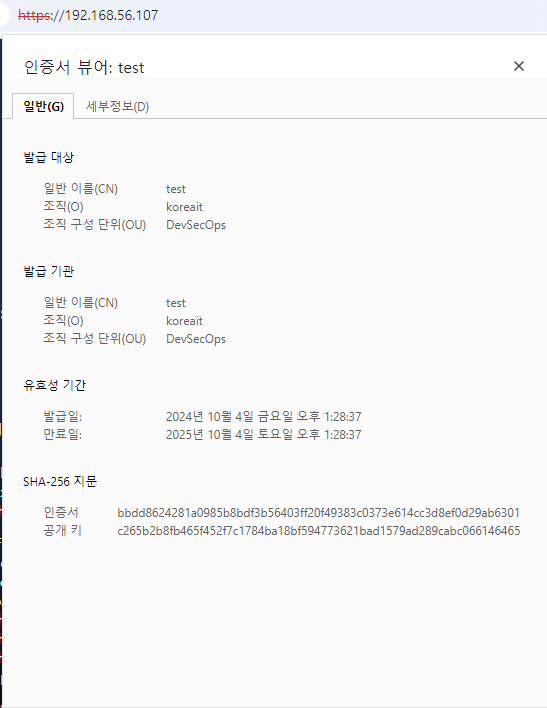 https://192.168.56.107
인증서 뷰어: test
일반(G) 세부정보(D)
발급 대상
일반 이름(CN) test
조직(O) koreait
조직 구성 단위(OU) DevSecOps
발급 기관
일반 이름(CN) test
조직(O) koreait
조직 구성 단위(OU) DevSecOps
유효성 기간
발급일: 2024년 10월 4일 금요일 오후 1:28:37
만료일: 2025년 10월 4일 토요일 오후 1:28:37
SHA-256 지문
인증서 bbdd8624281a0985b8bdf3b56403ff20f49383c0373e614cc3d8ef0d29ab6301
공개 키 c265b2b8fb465f452f7c1784ba18bf594773621bad1579ad289cabc066146465